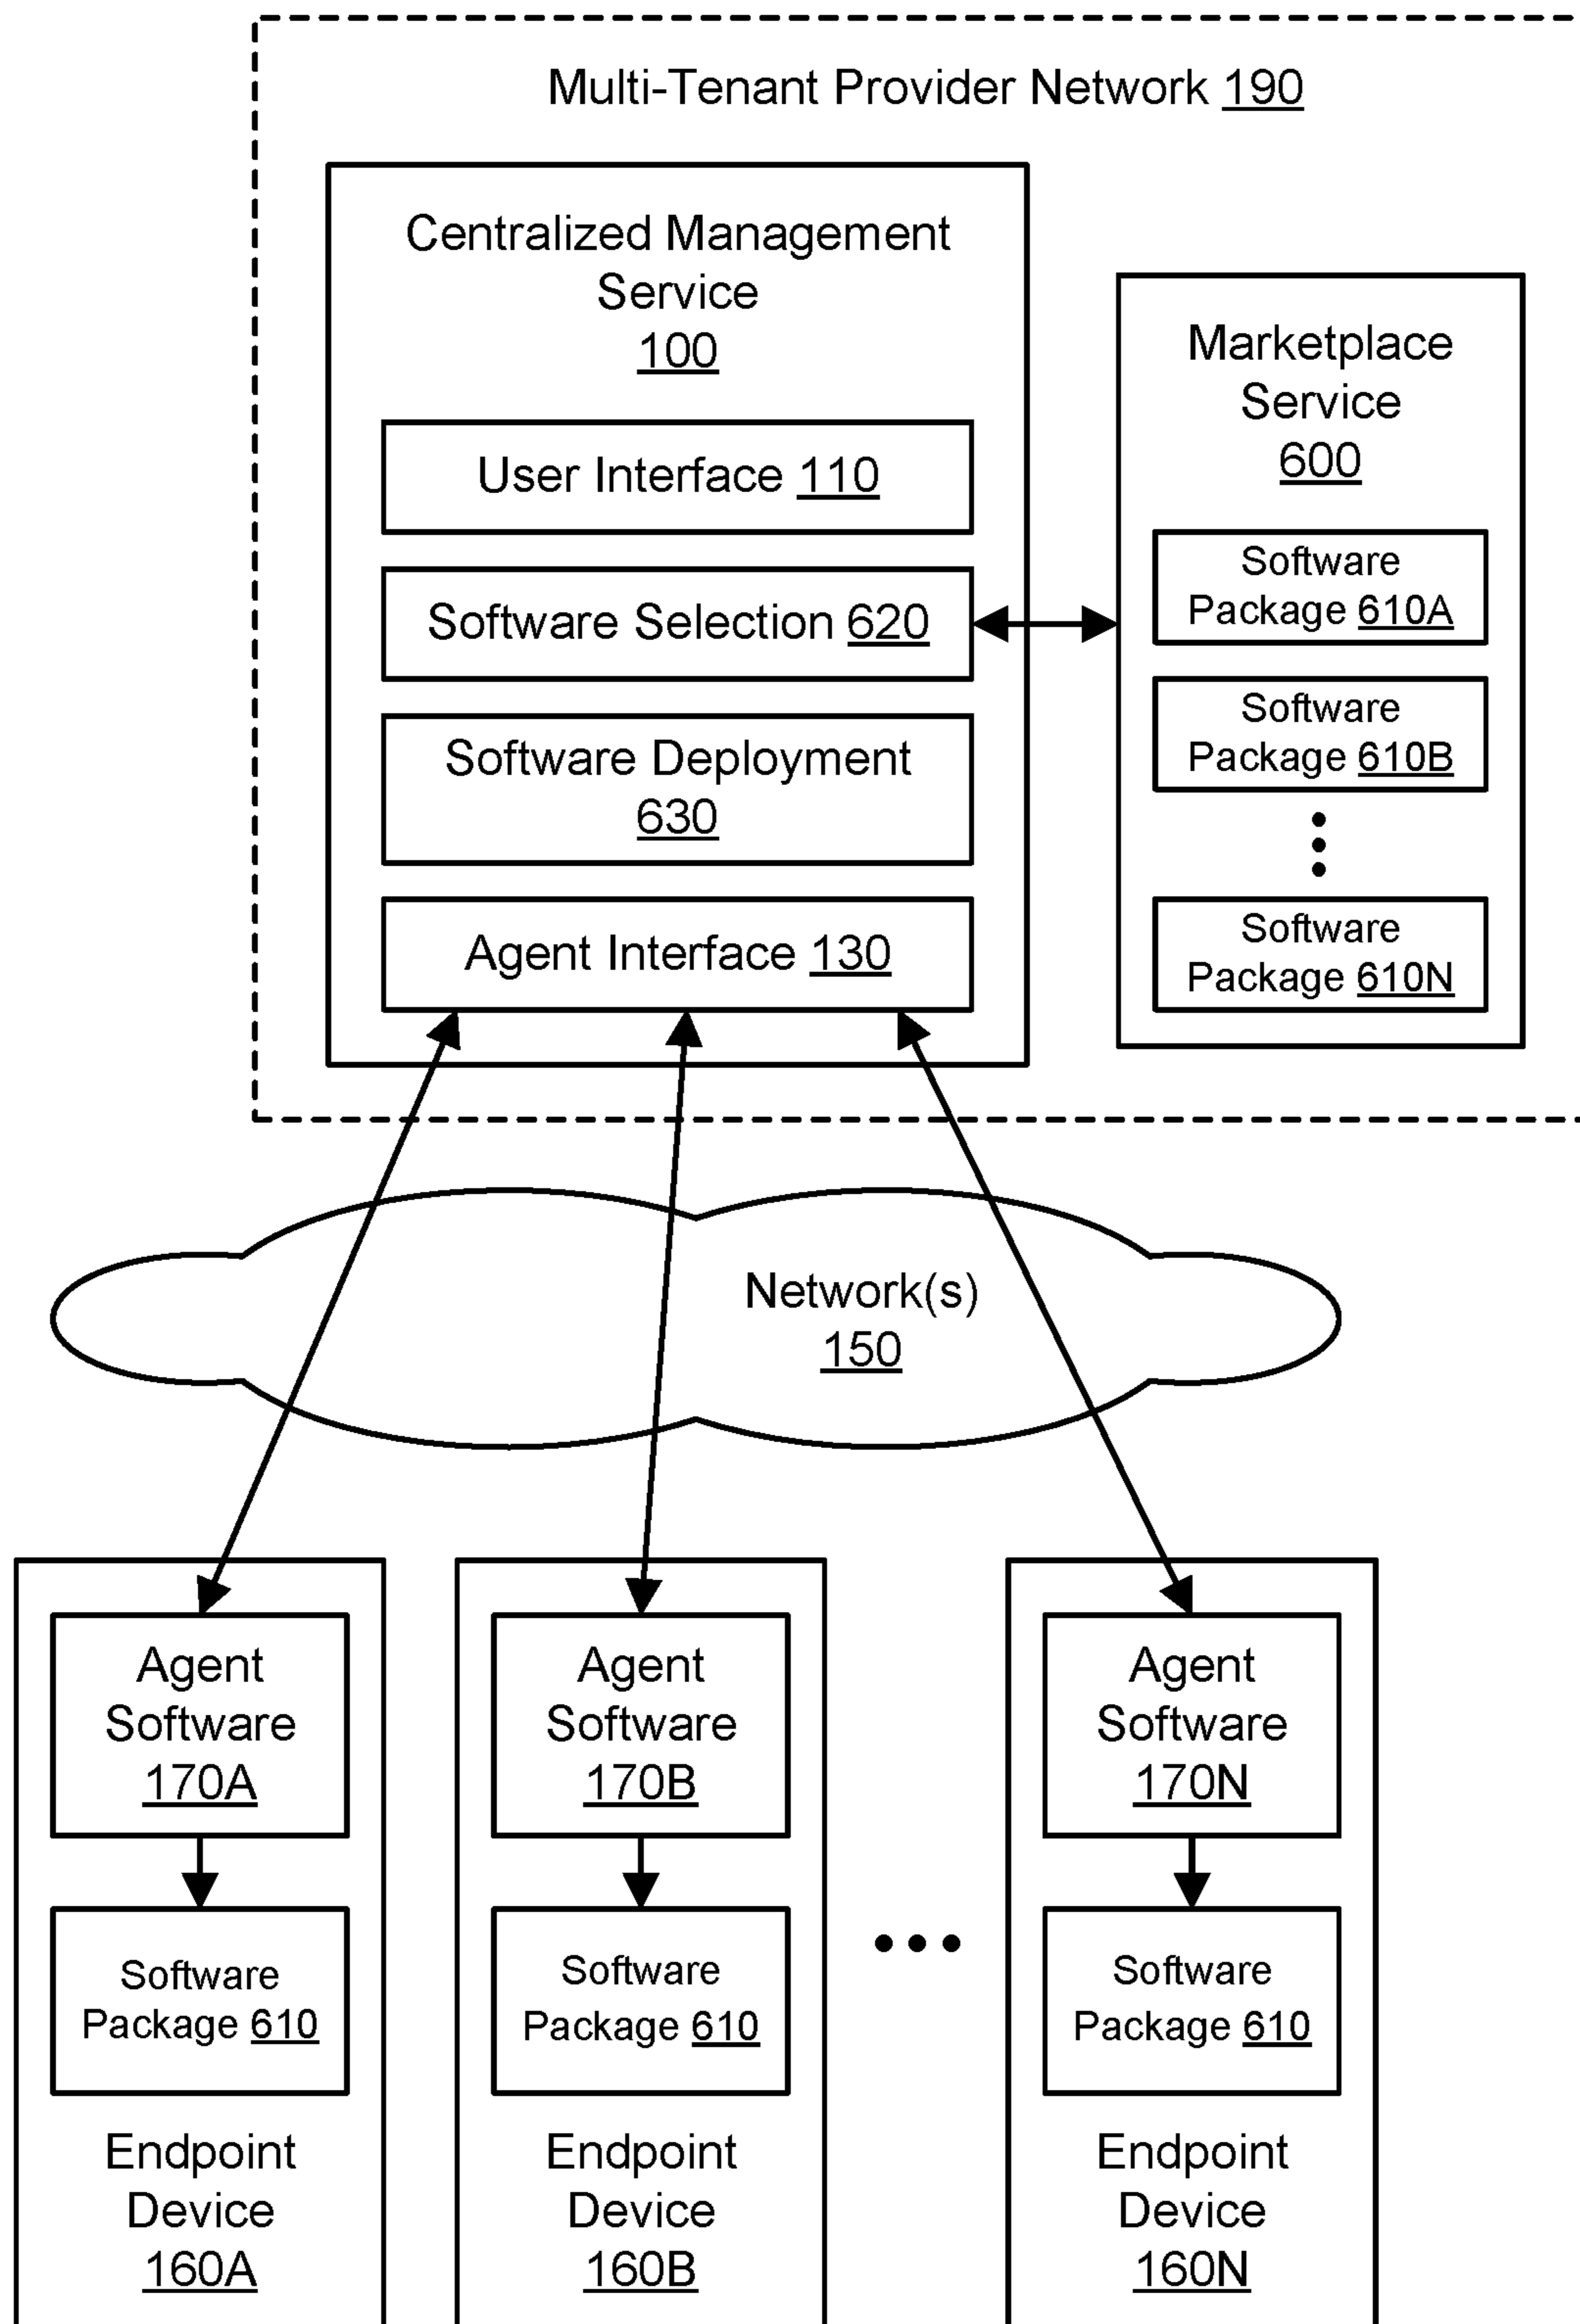 Multi-Tenant Provider Network 190
Centralized Management
Service
100
User Interface 110
Software Selection 620
Software Deployment
630
Agent Interface 130
Marketplace
Service
600
Software
Package 610A
Software
Package 610B
Software
Package 610N
Network(s)
150
Agent
Software
170A
Software
Package 610
Endpoint
Device
160A
Agent
Software
170B
Software
Package 610
Endpoint
Device
160B
Agent
Software
170N
Software
Package 610
Endpoint
Device
160N